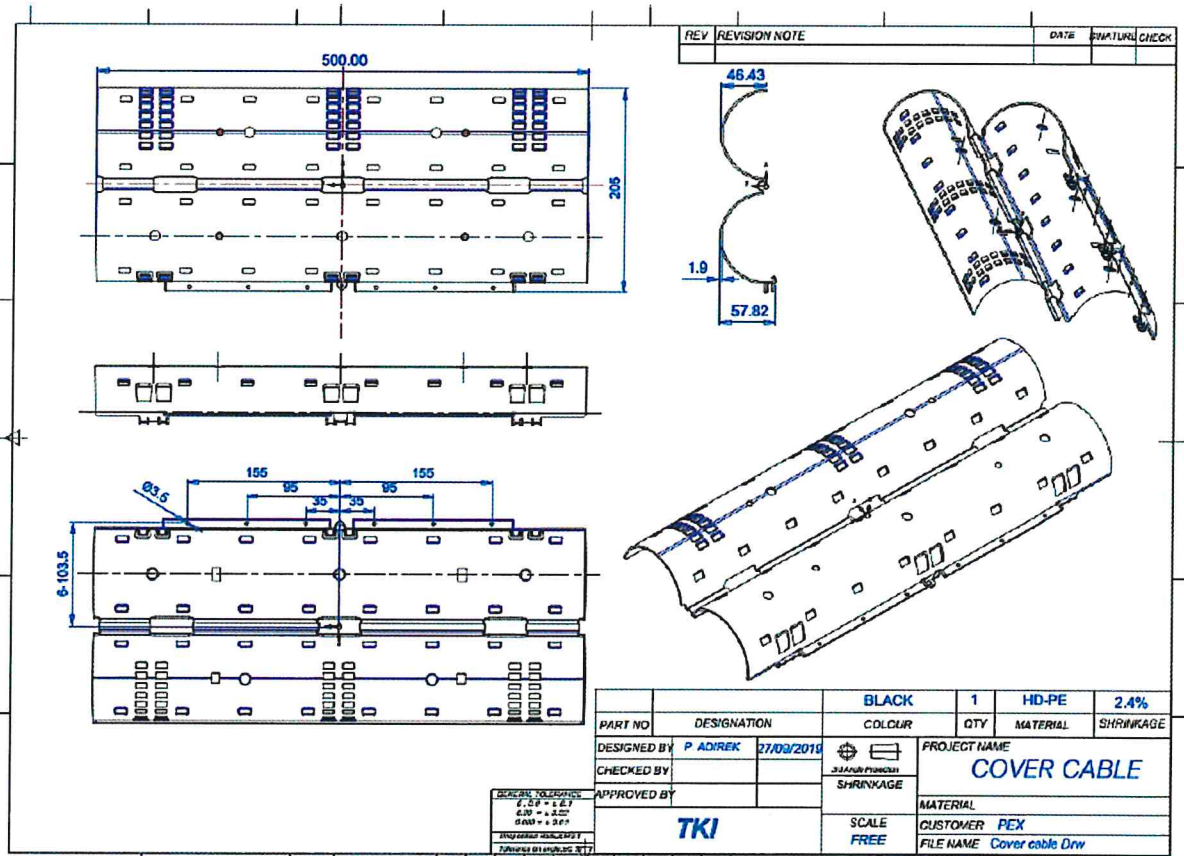 REV REVISION NOTE DATE SIGNATURE CHECK
500.00
205
46.43
1.9
57.82
155 155
95 95
35 35
Ø3.5
6-103.5
BLACK 1 HD-PE 2.4%
PART NO DESIGNATION COLOUR QTY MATERIAL SHRINKAGE
DESIGNED BY P ADIREK 27/09/2019
CHECKED BY
APPROVED BY
TKI
SHRINKAGE
SCALE
FREE
PROJECT NAME
COVER CABLE
MATERIAL
CUSTOMER PEX
FILE NAME Cover cable Drw
GENERAL TOLERANCE